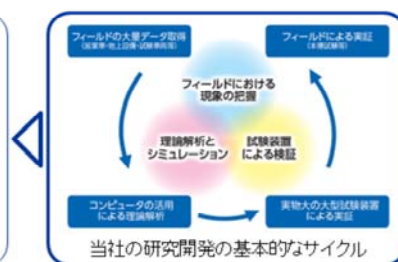 フィールドの大量データ取得
(営業車・地上設備・試験車両等)
フィールドによる実証
(本線試験等)
フィールドにおける
現象の把握
理論解析と
シミュレーション
試験装置
による検証
コンピュータの活用
による理論解析
実物大の大型試験装置
による実証
当社の研究開発の基本的なサイクル